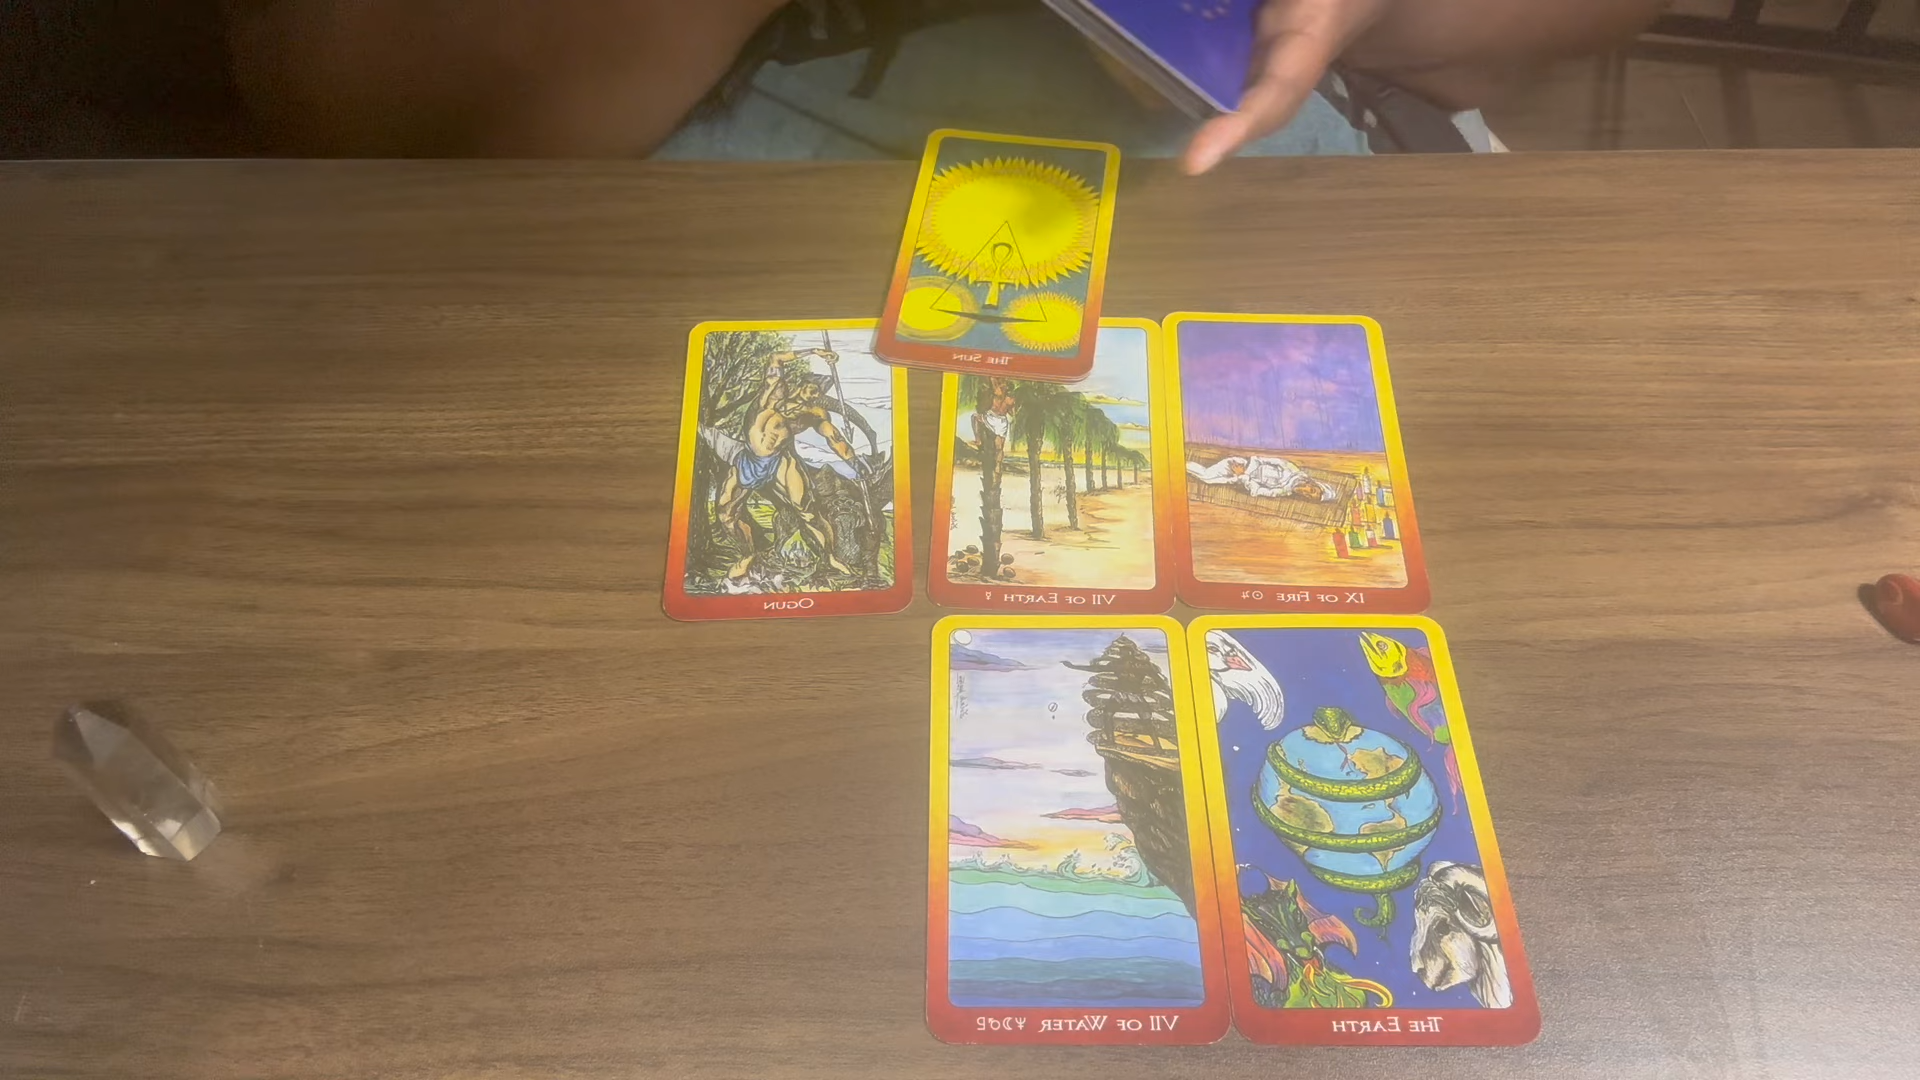 THE SUN
OGUN
VII OF EARTH ☿
IX OF FIRE ☉♃
VII OF WATER
THE EARTH